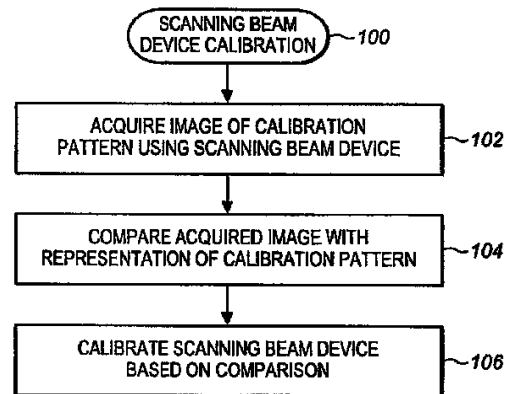 SCANNING BEAM
DEVICE CALIBRATION
100
ACQUIRE IMAGE OF CALIBRATION
PATTERN USING SCANNING BEAM DEVICE
102
COMPARE ACQUIRED IMAGE WITH
REPRESENTATION OF CALIBRATION PATTERN
104
CALIBRATE SCANNING BEAM DEVICE
BASED ON COMPARISON
106